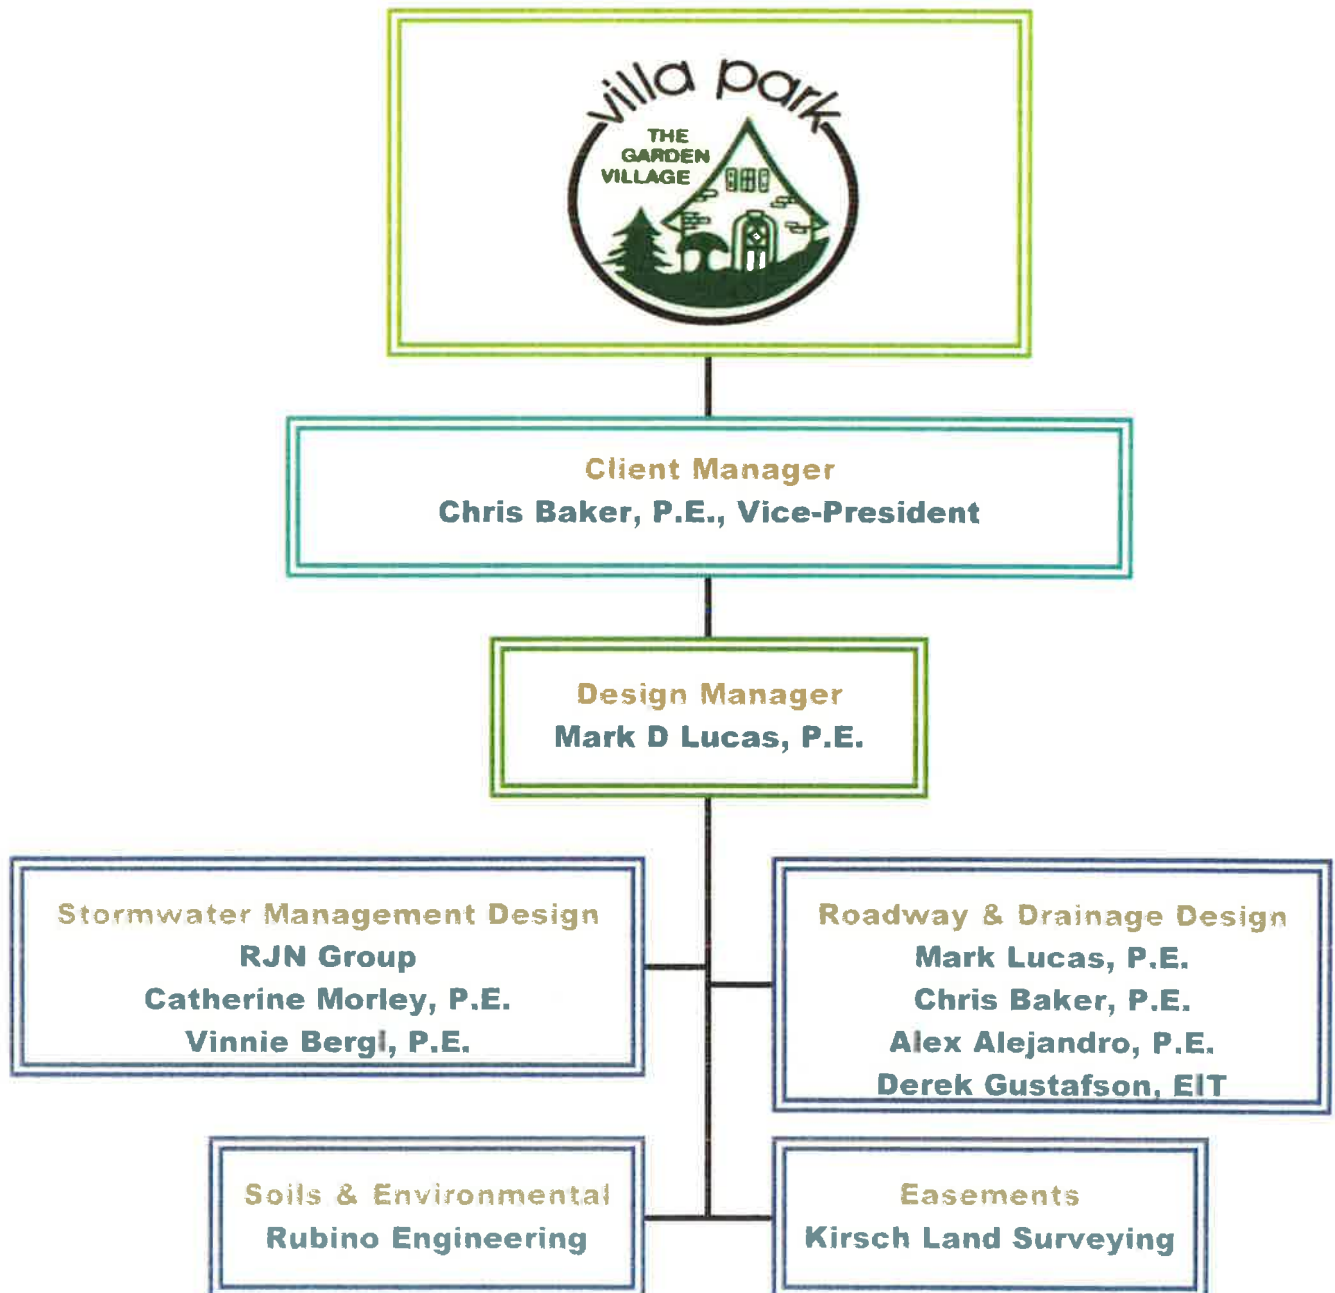 villa park
THE
GARDEN
VILLAGE
Client Manager
Chris Baker, P.E., Vice-President
Design Manager
Mark D Lucas, P.E.
Stormwater Management Design
RJN Group
Catherine Morley, P.E.
Vinnie Bergl, P.E.
Roadway & Drainage Design
Mark Lucas, P.E.
Chris Baker, P.E.
Alex Alejandro, P.E.
Derek Gustafson, EIT
Soils & Environmental
Rubino Engineering
Easements
Kirsch Land Surveying